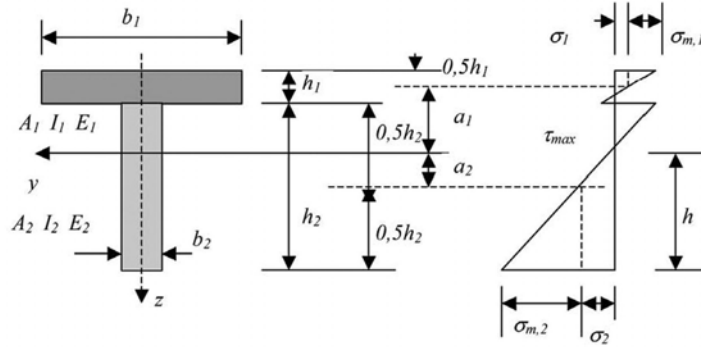 b1
σ1
σm,1
0,5h1
h1
A1 I1 E1
a1
0,5h2
τmax
y
a2
h2
h
A2 I2 E2
b2
0,5h2
z
σm,2
σ2